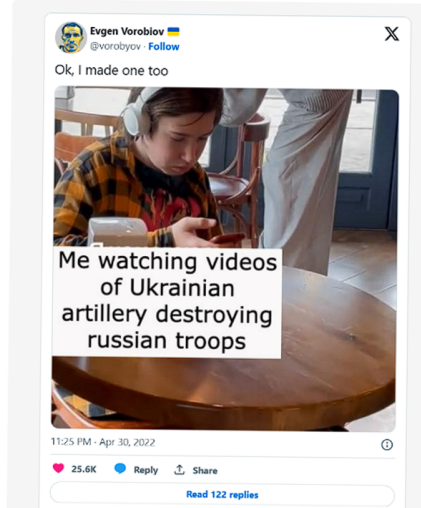 Evgen Vorobiov 🇺🇦
@vorobyov · Follow
Ok, I made one too
Me watching videos
of Ukrainian
artillery destroying
russian troops
11:25 PM · Apr 30, 2022
25.6K Reply Share
Read 122 replies